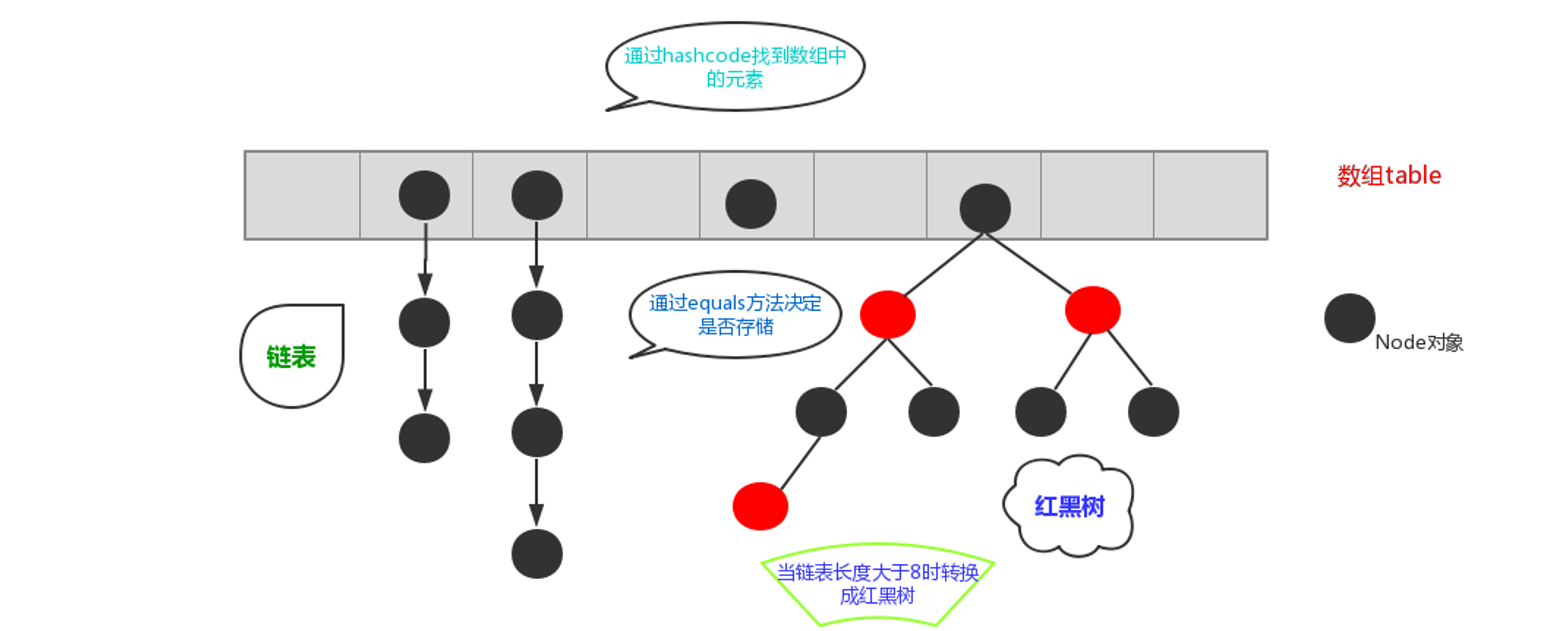 通过hashcode找到数组中
的元素
数组table
通过equals方法决定
是否存储
Node对象
链表
红黑树
当链表长度大于8时转换
成红黑树